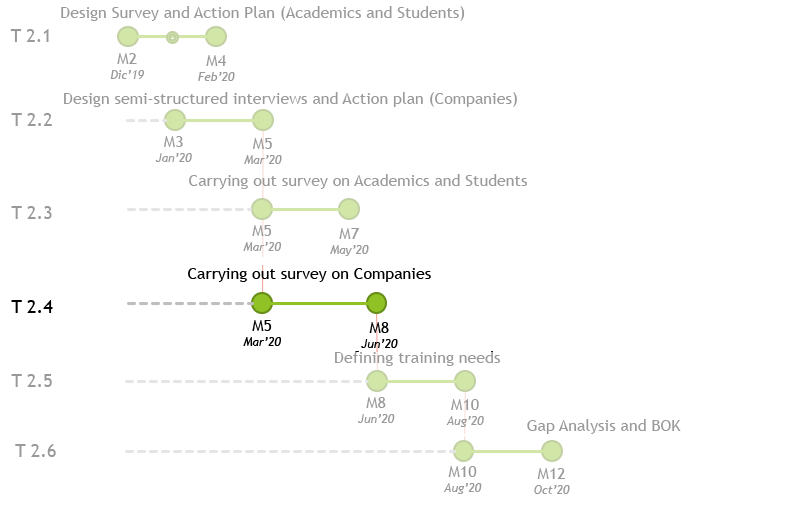 Design Survey and Action Plan (Academics and Students)
T 2.1
M2
Dic'19
M4
Feb'20
Design semi-structured interviews and Action plan (Companies)
T 2.2
M3
Jan'20
M5
Mar'20
Carrying out survey on Academics and Students
T 2.3
M5
Mar'20
M7
May'20
Carrying out survey on Companies
T 2.4
M5
Mar'20
M8
Jun'20
Defining training needs
T 2.5
M8
Jun'20
M10
Aug'20
Gap Analysis and BOK
T 2.6
M10
Aug'20
M12
Oct'20